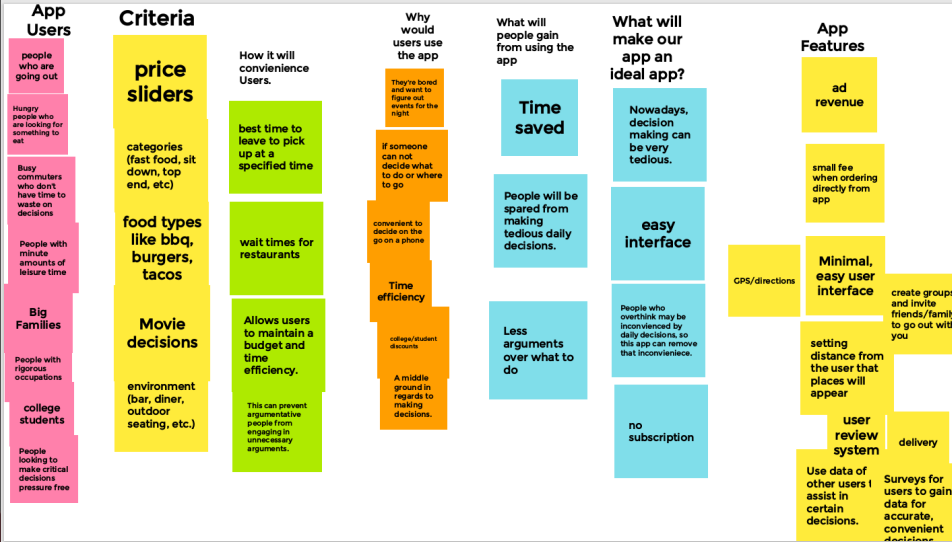 App
Users
people
who are
going out
Hungry
people who
are looking for
something to
eat
Busy
commuters
who don't
have time to
waste on
decisions
People with
minute
amounts of
leisure time
Big
Families
People with
rigorous
occupations
college
students
People
looking to
make critical
decisions
pressure free
Criteria
price
sliders
categories
(fast food, sit
down, top
end, etc)
food types
like bbq,
burgers,
tacos
Movie
decisions
environment
(bar, diner,
outdoor
seating, etc.)
How it will
convienience
Users.
best time to
leave to pick
up at a
specified time
wait times for
restaurants
Allows users
to maintain a
budget and
time
efficiency.
This can prevent
argumentative
people from
engaging in
unnecessary
arguments.
Why
would
users use
the app
They're bored
and want to
figure out
events for the
night
if someone
can not
decide what
to do or where
to go
convenient to
decide on the
go on a phone
Time
efficiency
college/student
discounts
A middle
ground in
regards to
making
decisions.
What will
people gain
from using the
app
Time
saved
People will be
spared from
making
tedious daily
decisions.
Less
arguments
over what to
do
What will
make our
app an
ideal app?
Nowadays,
decision
making can
be very
tedious.
easy
interface
People who
overthink may be
inconvienced by
daily decisions, so
this app can remove
that inconvieniece.
no
subscription
App
Features
ad
revenue
small fee
when ordering
directly from
app
GPS/directions
Minimal,
easy user
interface
create groups
and invite
friends/family
to go out with
you
setting
distance from
the user that
places will
appear
user
review
system
delivery
Use data of
other users t
assist in
certain
decisions.
Surveys for
users to gain
data for
accurate,
convenient
decisions